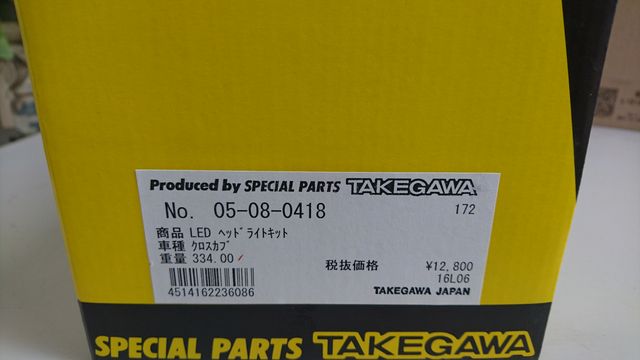 Produced by SPECIAL PARTS TAKEGAWA
No. 05-08-0418 172
商品 LED ﾍｯﾄﾞﾗｲﾄｷｯﾄ
車種 ｸﾛｽｶﾌﾞ
重量 334.00
税抜価格 ¥12,800
16L06
4514162236086 TAKEGAWA JAPAN
SPECIAL PARTS TAKEGAWA